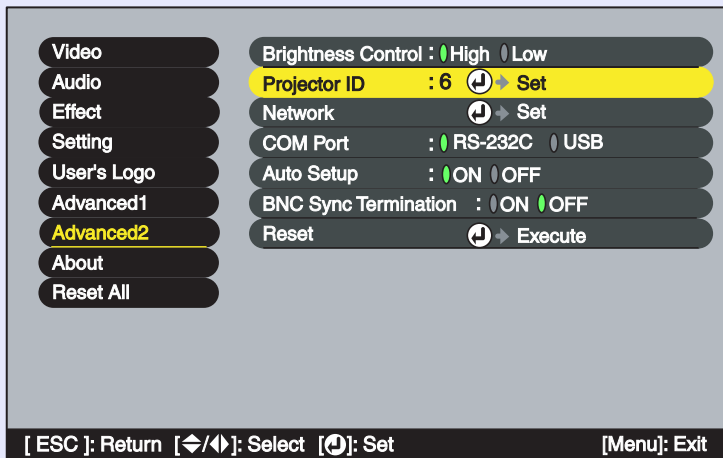 Video
Audio
Effect
Setting
User's Logo
Advanced1
Advanced2
About
Reset All
Brightness Control : High Low
Projector ID : 6 Set
Network Set
COM Port : RS-232C USB
Auto Setup : ON OFF
BNC Sync Termination : ON OFF
Reset Execute
[ ESC ]: Return [/]: Select []: Set [Menu]: Exit